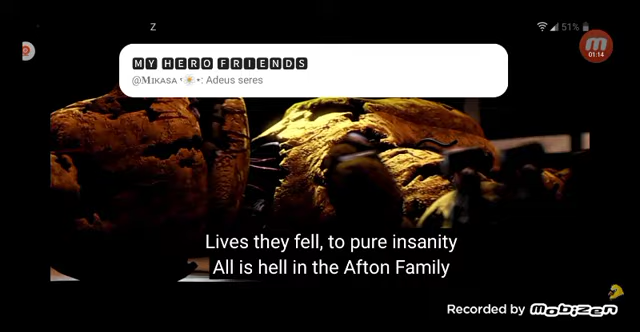 Z
51%
01:14
MY HERO FRIENDS
@MIKASA: Adeus seres
Lives they fell, to pure insanity
All is hell in the Afton Family
Recorded by Mobizen